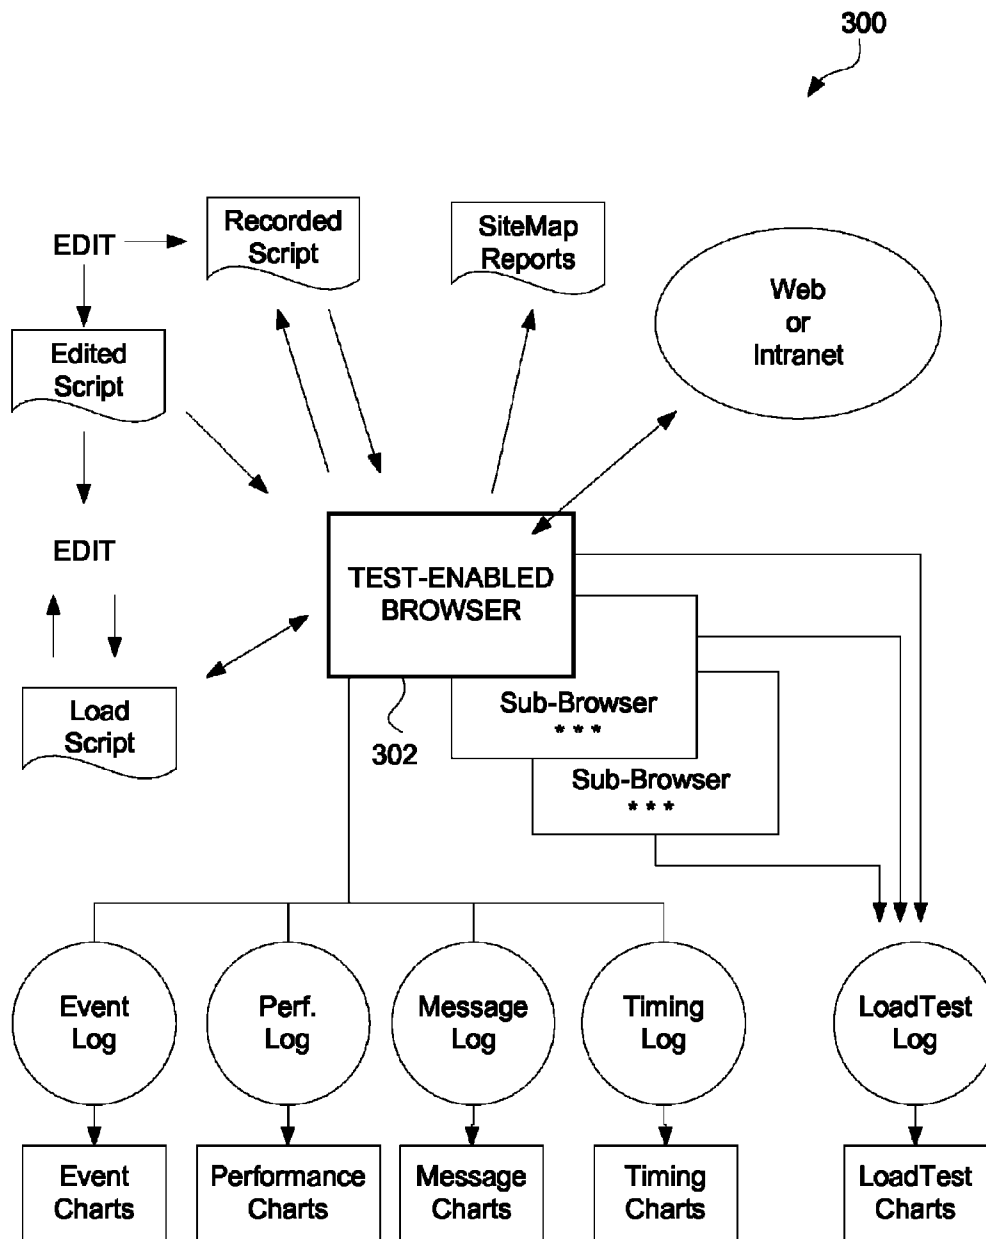 300
Recorded
Script
SiteMap
Reports
EDIT
Web
or
Intranet
Edited
Script
EDIT
TEST-ENABLED
BROWSER
Load
Script
302
Sub-Browser
* * *
Sub-Browser
* * *
Event
Log
Perf.
Log
Message
Log
Timing
Log
LoadTest
Log
Event
Charts
Performance
Charts
Message
Charts
Timing
Charts
LoadTest
Charts